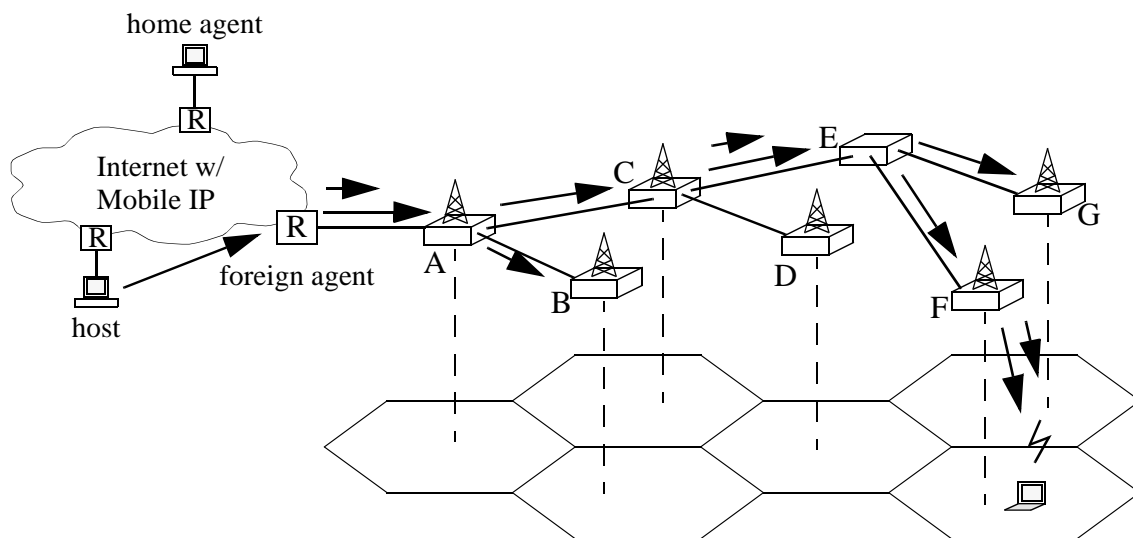 home agent
R
Internet w/
Mobile IP
R
host
R
foreign agent
A
B
C
D
E
F
G